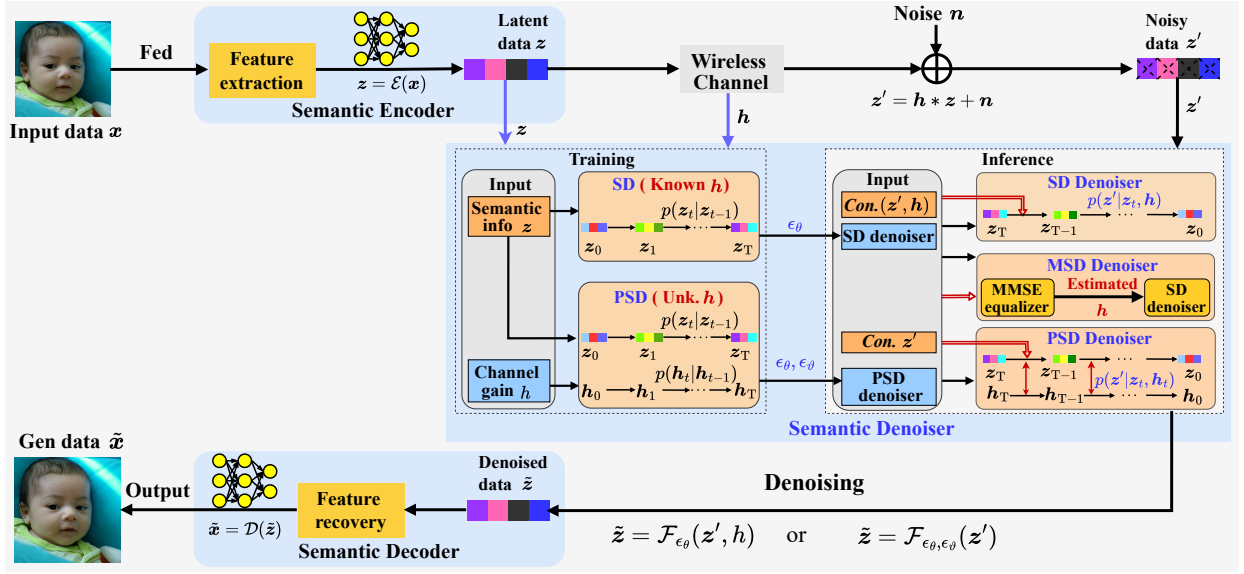 Fed
Feature
extraction
z = ℰ(x)
Semantic Encoder
Latent
data z
Wireless
Channel
Noise n
z′ = h ∗ z + n
Noisy
data z′
Input data x
z
h
z′
Training
Input
Semantic
info z
Channel
gain h
SD ( Known h)
p(z_t|z_{t−1})
···
z_0
z_1
z_T
PSD ( Unk. h)
p(z_t|z_{t−1})
···
z_0
z_1
z_T
p(h_t|h_{t−1})
h_0
h_1
···
h_T
ϵ_θ
ϵ_θ, ϵ_ϑ
Inference
Input
Con.(z′, h)
SD denoiser
Con. z′
PSD
denoiser
SD Denoiser
p(z′|z_t, h)
···
z_T
z_{T−1}
z_0
MSD Denoiser
MMSE
equalizer
Estimated
h
SD
denoiser
PSD Denoiser
···
z_T
z_{T−1}
z_0
p(z′|z_t, h_t)
h_T
h_{T−1}
···
h_0
Semantic Denoiser
Gen data x̃
Output
x̃ = 𝒟(z̃)
Feature
recovery
Semantic Decoder
Denoised
data z̃
Denoising
z̃ = ℱ_{ϵ_θ}(z′, h) or z̃ = ℱ_{ϵ_θ,ϵ_ϑ}(z′)